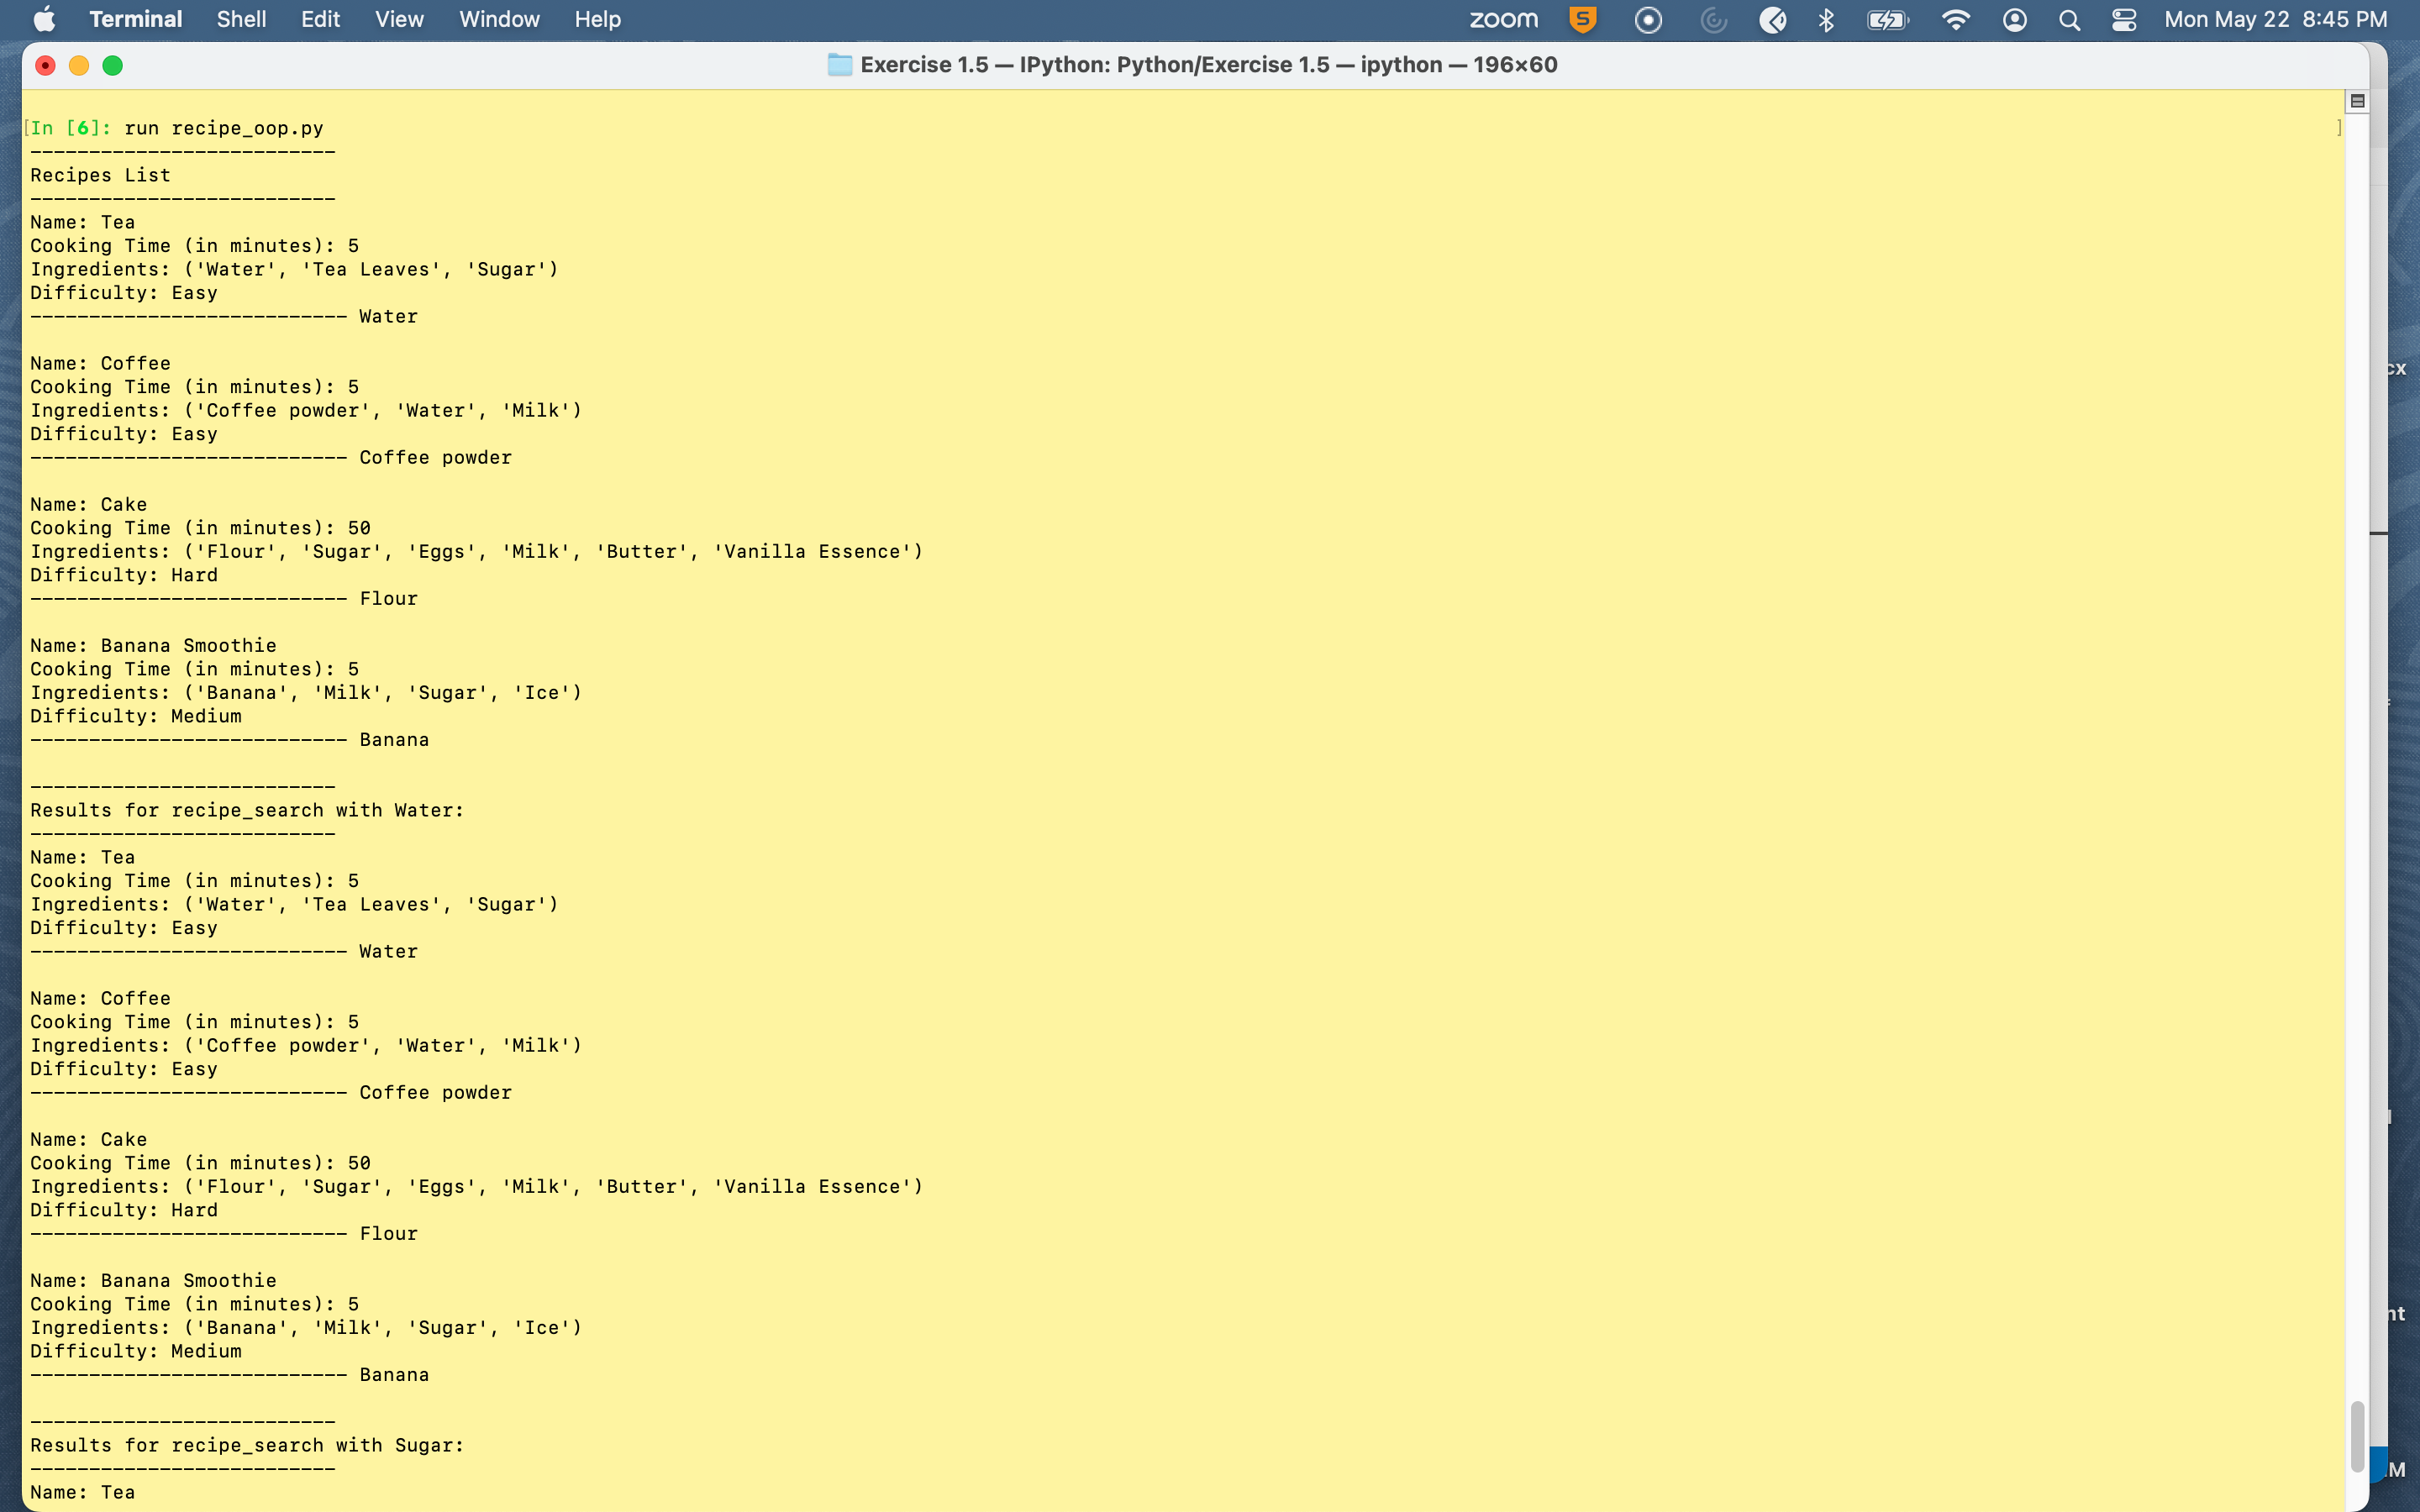 Terminal Shell Edit View Window Help zoom S Mon May 22 8:45 PM
Exercise 1.5 — IPython: Python/Exercise 1.5 — ipython — 196×60
[In [6]: run recipe_oop.py ]
--------------------------
Recipes List
--------------------------
Name: Tea
Cooking Time (in minutes): 5
Ingredients: ('Water', 'Tea Leaves', 'Sugar')
Difficulty: Easy
--------------------------- Water
Name: Coffee
Cooking Time (in minutes): 5
Ingredients: ('Coffee powder', 'Water', 'Milk')
Difficulty: Easy
--------------------------- Coffee powder
Name: Cake
Cooking Time (in minutes): 50
Ingredients: ('Flour', 'Sugar', 'Eggs', 'Milk', 'Butter', 'Vanilla Essence')
Difficulty: Hard
--------------------------- Flour
Name: Banana Smoothie
Cooking Time (in minutes): 5
Ingredients: ('Banana', 'Milk', 'Sugar', 'Ice')
Difficulty: Medium
--------------------------- Banana
--------------------------
Results for recipe_search with Water:
--------------------------
Name: Tea
Cooking Time (in minutes): 5
Ingredients: ('Water', 'Tea Leaves', 'Sugar')
Difficulty: Easy
--------------------------- Water
Name: Coffee
Cooking Time (in minutes): 5
Ingredients: ('Coffee powder', 'Water', 'Milk')
Difficulty: Easy
--------------------------- Coffee powder
Name: Cake
Cooking Time (in minutes): 50
Ingredients: ('Flour', 'Sugar', 'Eggs', 'Milk', 'Butter', 'Vanilla Essence')
Difficulty: Hard
--------------------------- Flour
Name: Banana Smoothie
Cooking Time (in minutes): 5
Ingredients: ('Banana', 'Milk', 'Sugar', 'Ice')
Difficulty: Medium
--------------------------- Banana
--------------------------
Results for recipe_search with Sugar:
--------------------------
Name: Tea